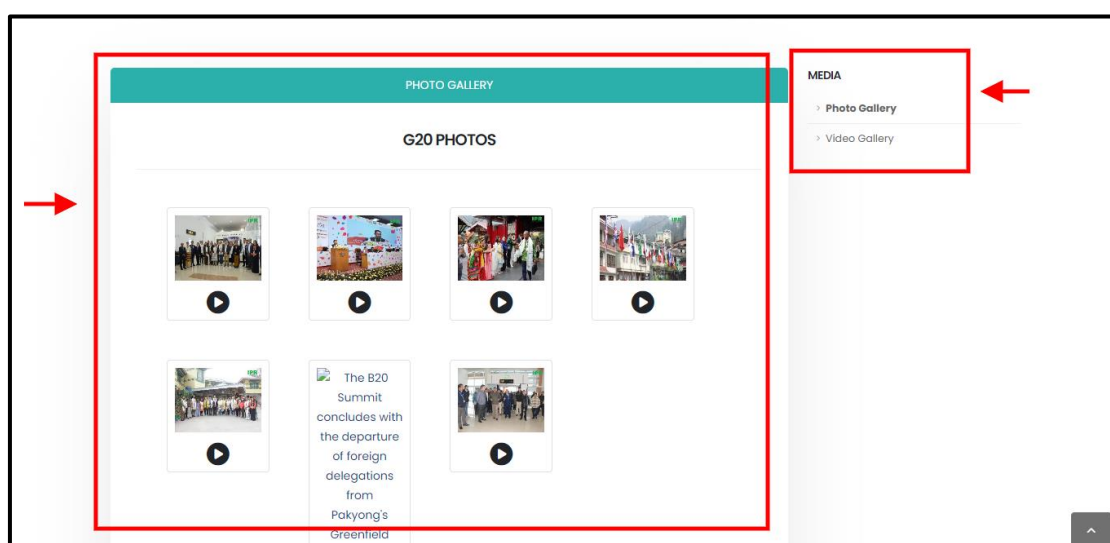 PHOTO GALLERY
G20 PHOTOS
The B20
Summit
concludes with
the departure
of foreign
delegations
from
Pakyong's
Greenfield
MEDIA
> Photo Gallery
> Video Gallery